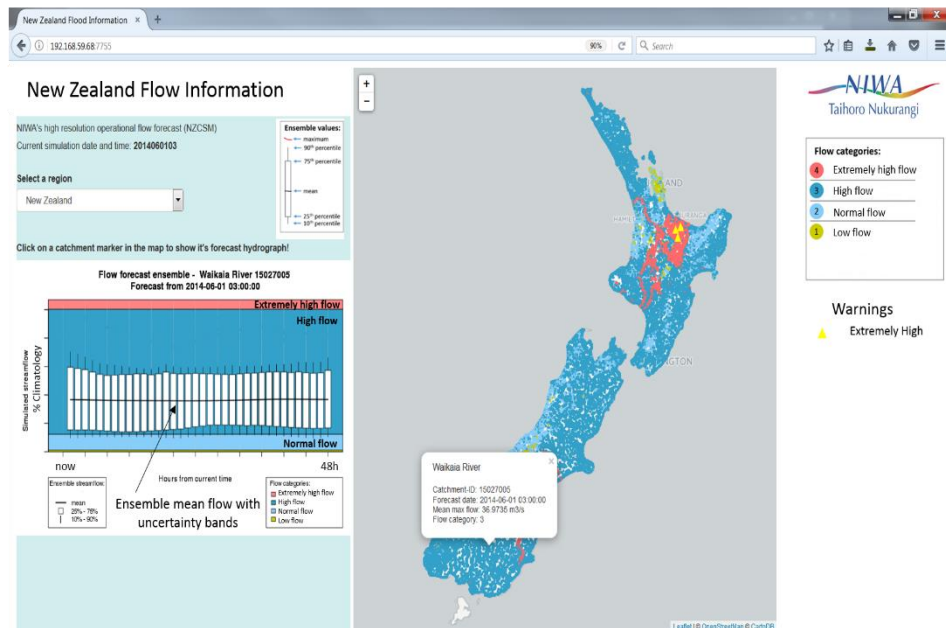 New Zealand Flood Information
192.168.59.68:7755
90%
Search
New Zealand Flow Information
NIWA's high resolution operational flow forecast (NZCSM)
Current simulation date and time: 2014060103
Select a region
New Zealand
Click on a catchment marker in the map to show it's forecast hydrograph!
Ensemble values:
maximum
90th percentile
75th percentile
mean
25th percentile
10th percentile
Flow forecast ensemble - Waikaia River 15027005
Forecast from 2014-06-01 03:00:00
Extremely high flow
High flow
Normal flow
Simulated streamflow
% Climatology
now
48h
Hours from current time
Ensemble streamflow:
mean
25% - 76%
10% - 90%
Ensemble mean flow with
uncertainty bands
Flow categories:
Extremely high flow
High flow
Normal flow
Low flow
+
−
Waikaia River
Catchment-ID: 15027005
Forecast date: 2014-06-01 03:00:00
Mean max flow: 36.9735 m3/s
Flow category: 3
Leaflet | © OpenStreetMap © CartoDB
NIWA
Taihoro Nukurangi
Flow categories:
4 Extremely high flow
3 High flow
2 Normal flow
1 Low flow
Warnings
Extremely High